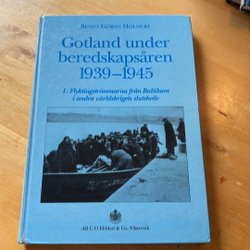 BENGT GÖRAN HOLMERT
Gotland under
beredskapsåren
1939–1945
1. Flyktingströmmarna från Baltikum
i andra världskrigets slutskede
AB C O Ekblad & Co, Västervik